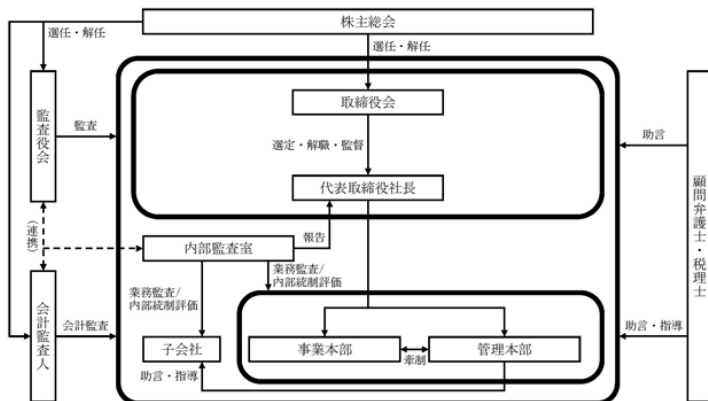 株主総会
選任・解任
選任・解任
取締役会
監査役会
監査
助言
選定・解職・監督
代表取締役社長
顧問弁護士・税理士
(連携)
内部監査室
報告
業務監査/
内部統制評価
業務監査/
内部統制評価
会計監査人
会計監査
子会社
事業本部
牽制
管理本部
助言・指導
助言・指導